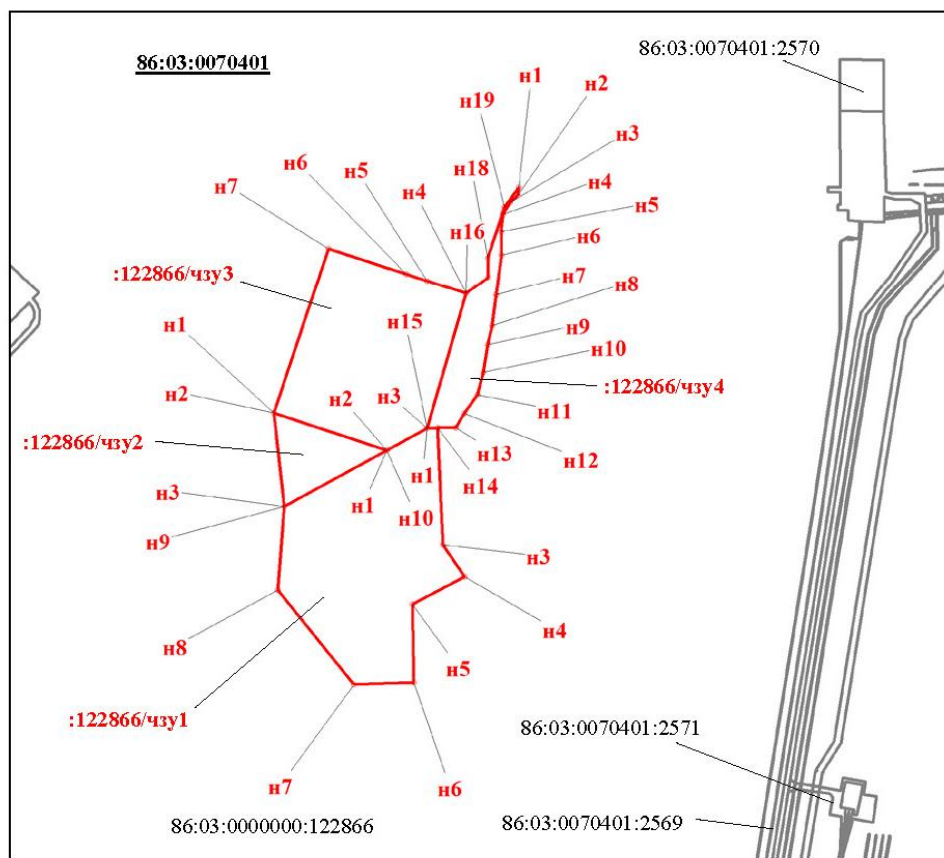 86:03:0070401
86:03:0070401:2570
н1
н2
н19
н3
н18
н4
н6
н5
н4
н7
н5
н16
н6
:122866/чзу3
н7
н8
н15
н1
н9
н10
н3
:122866/чзу4
н2
н2
н11
:122866/чзу2
н13
н12
н1
н14
н3
н1
н10
н9
н3
н4
н8
н5
:122866/чзу1
86:03:0070401:2571
н7
н6
86:03:0000000:122866
86:03:0070401:2569